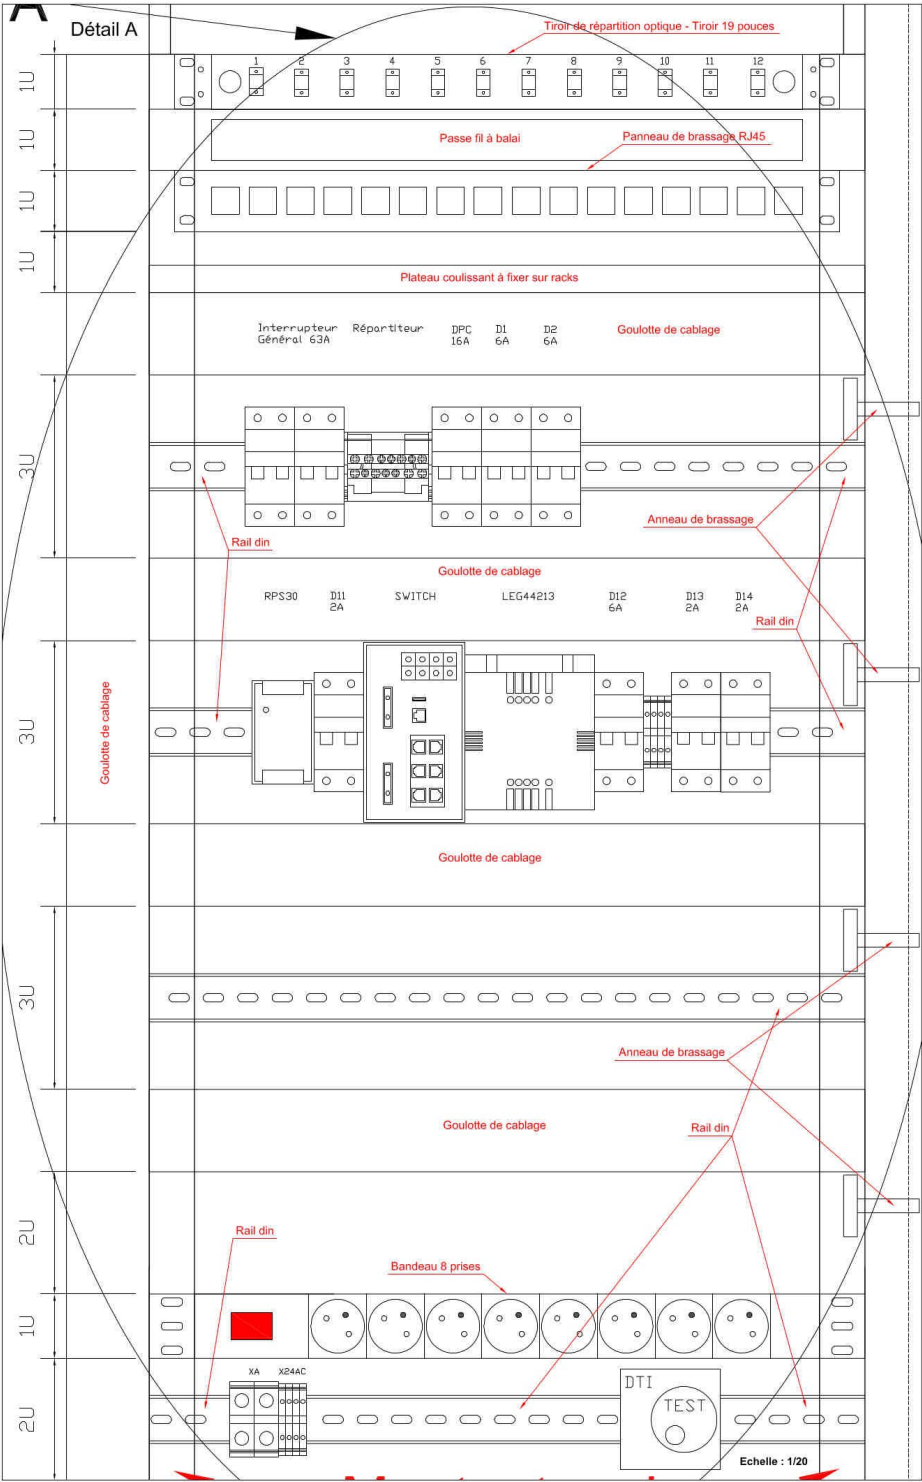 A
Détail A
Tiroir de répartition optique - Tiroir 19 pouces
1U
1 2 3 4 5 6 7 8 9 10 11 12
1U
Passe fil à balai
Panneau de brassage RJ45
1U
1U
Plateau coulissant à fixer sur racks
Interrupteur
Général 63A
Répartiteur
DPC
16A
D1
6A
D2
6A
Goulotte de cablage
3U
Anneau de brassage
Rail din
Goulotte de cablage
RPS30
D11
2A
SWITCH
LEG44213
D12
6A
D13
2A
D14
2A
Rail din
3U
Goulotte de cablage
Goulotte de cablage
3U
Anneau de brassage
Goulotte de cablage
Rail din
2U
Rail din
Bandeau 8 prises
1U
XA
X24AC
DTI
TEST
2U
Echelle : 1/20